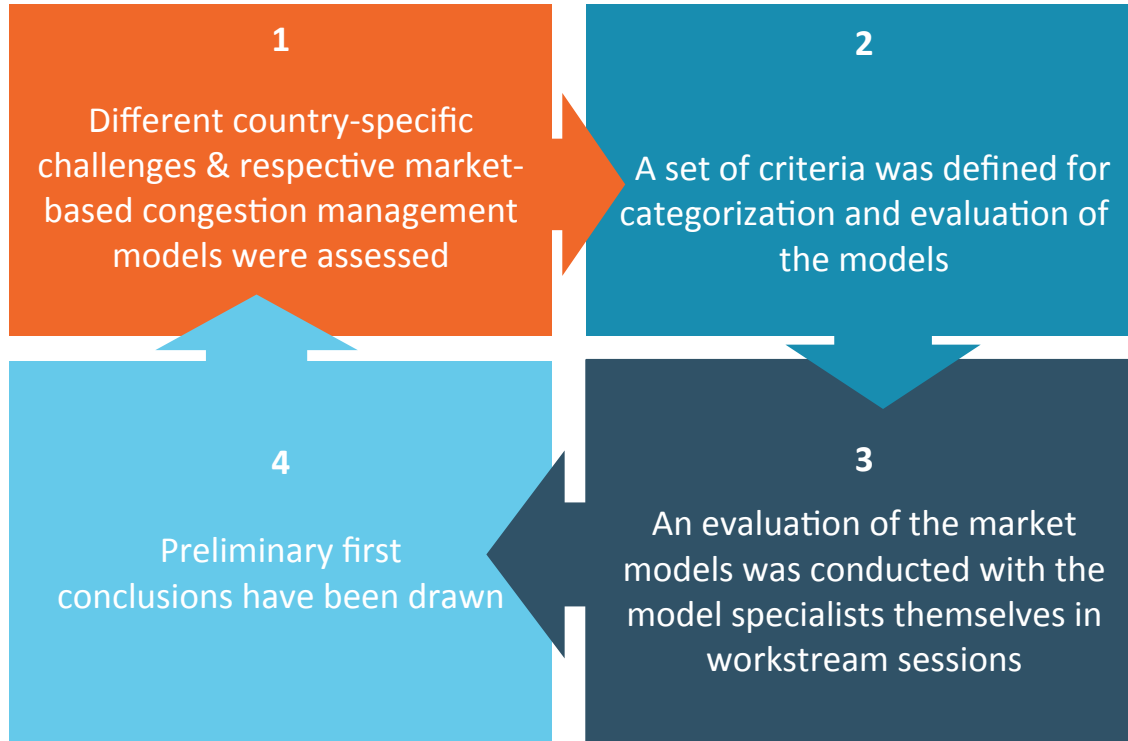 1
Different country-specific
challenges & respective market-
based congestion management
models were assessed
2
A set of criteria was defined for
categorization and evaluation of
the models
3
An evaluation of the market
models was conducted with the
model specialists themselves in
workstream sessions
4
Preliminary first
conclusions have been drawn